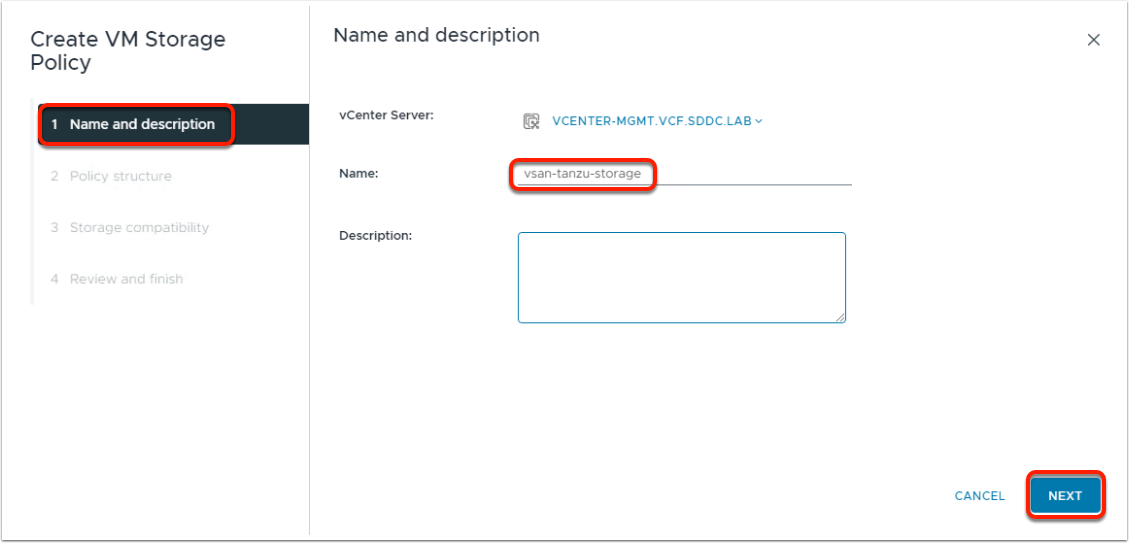 Create VM Storage
Policy
1 Name and description
2 Policy structure
3 Storage compatibility
4 Review and finish
Name and description
vCenter Server:
VCENTER-MGMT.VCF.SDDC.LAB
Name:
vsan-tanzu-storage
Description:
CANCEL
NEXT